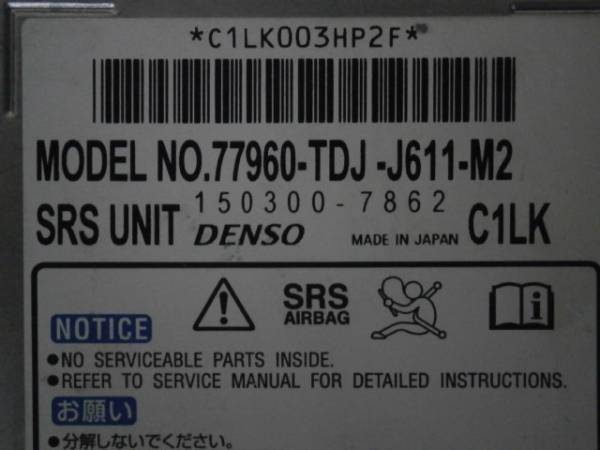 *C1LK003HP2F*
MODEL NO.77960-TDJ -J611-M2
SRS UNIT 150300-7862 DENSO MADE IN JAPAN C1LK
SRS AIRBAG
NOTICE
●NO SERVICEABLE PARTS INSIDE.
●REFER TO SERVICE MANUAL FOR DETAILED INSTRUCTIONS.
お願い
●分解しないでください。